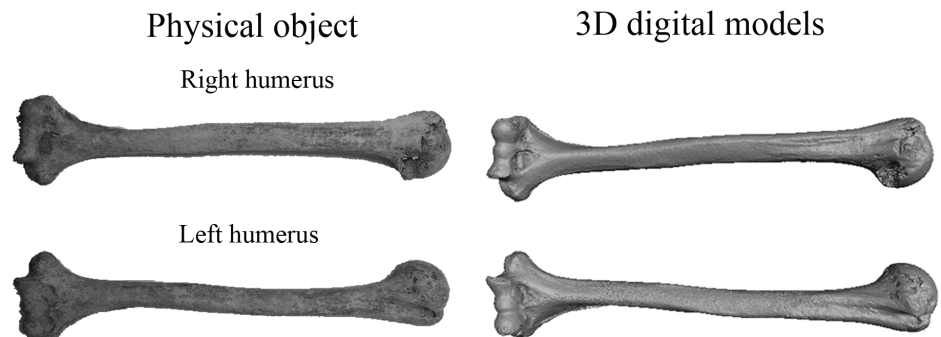 Physical object
3D digital models
Right humerus
Left humerus